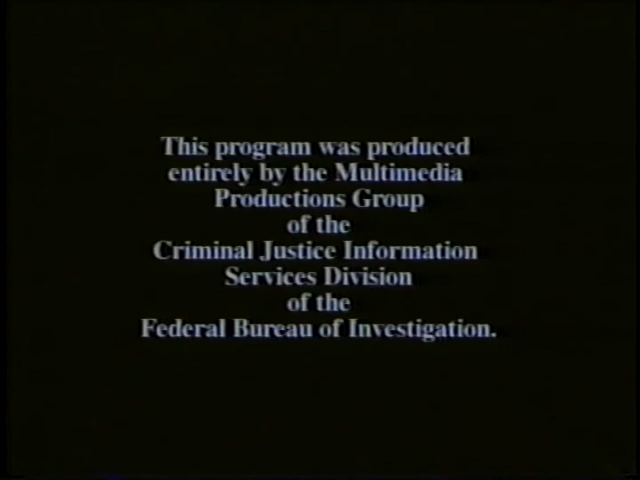 This program was produced
entirely by the Multimedia
Productions Group
of the
Criminal Justice Information
Services Division
of the
Federal Bureau of Investigation.